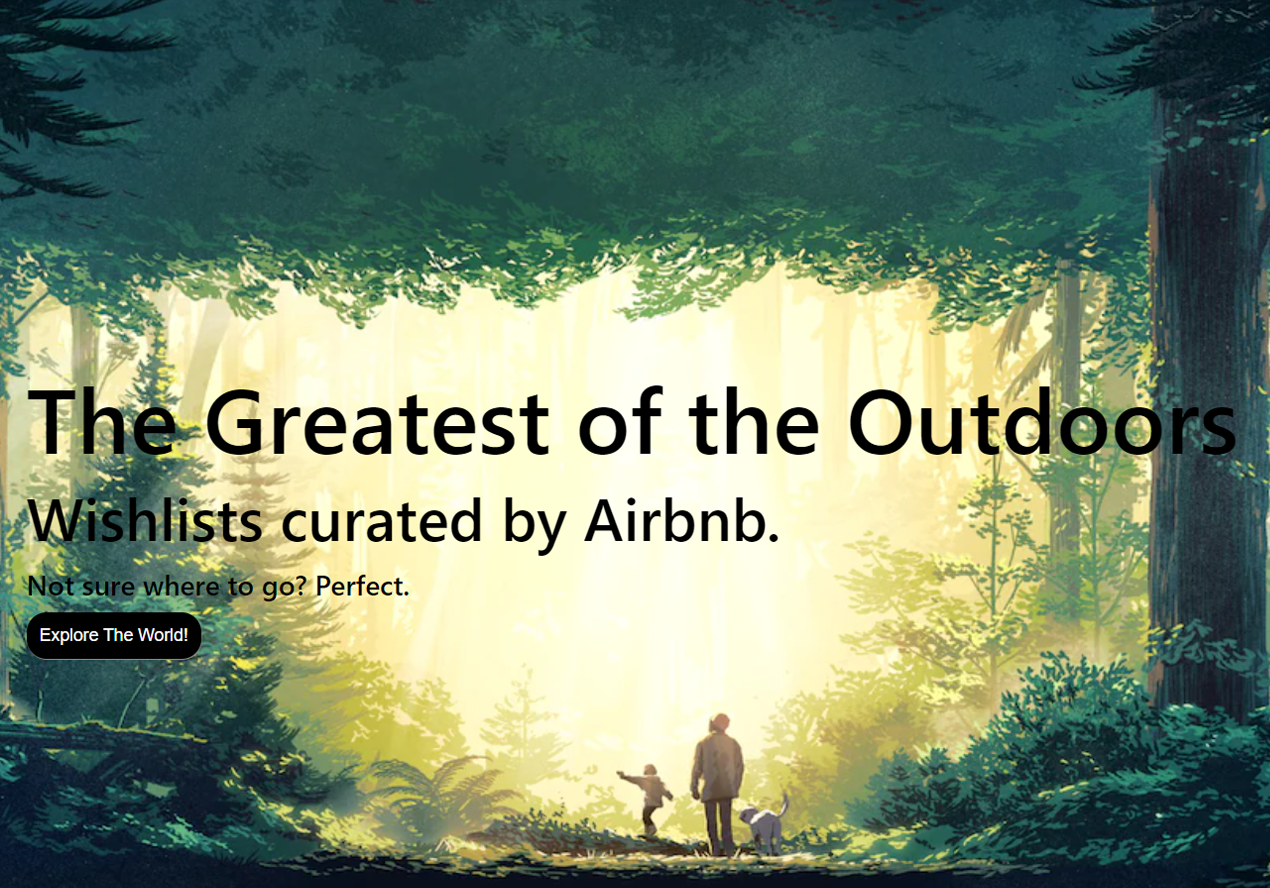 The Greatest of the Outdoors
Wishlists curated by Airbnb.
Not sure where to go? Perfect.
Explore The World!